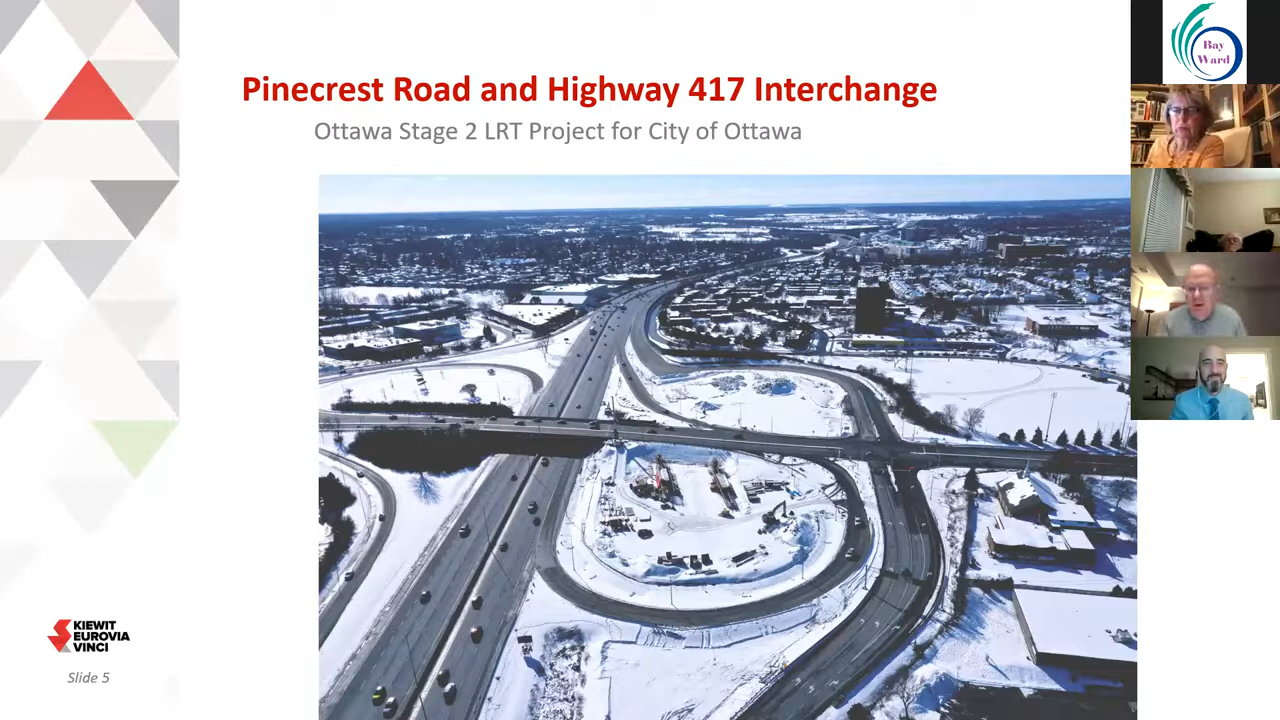 Pinecrest Road and Highway 417 Interchange
Ottawa Stage 2 LRT Project for City of Ottawa
Bay
Ward
KIEWIT
EUROVIA
VINCI
Slide 5